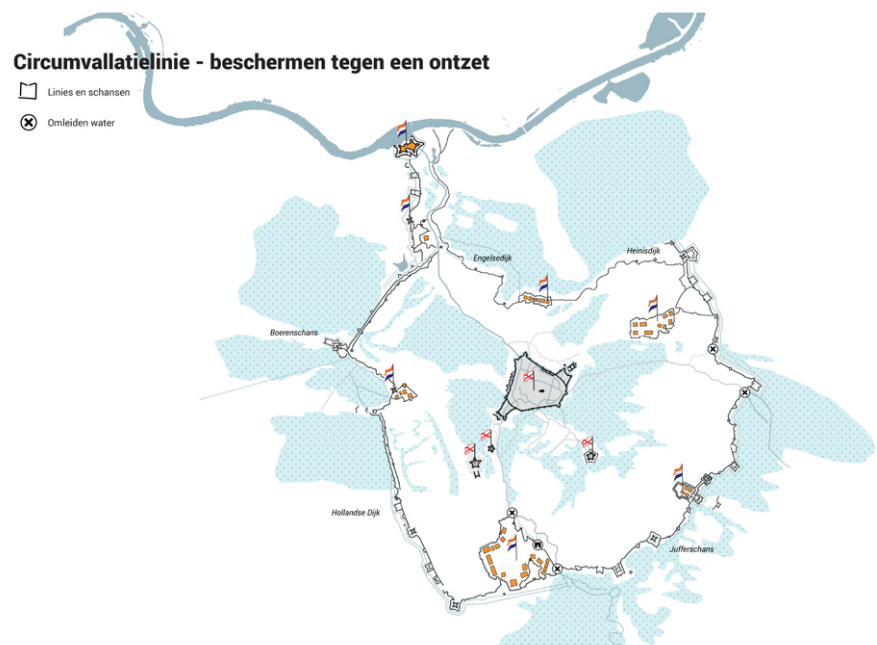 Circumvallatielinie - beschermen tegen een ontzet
Linies en schansen
Omleiden water
Engelsedijk
Heinisdijk
Boerenschans
Hollandse Dijk
Jufferschans